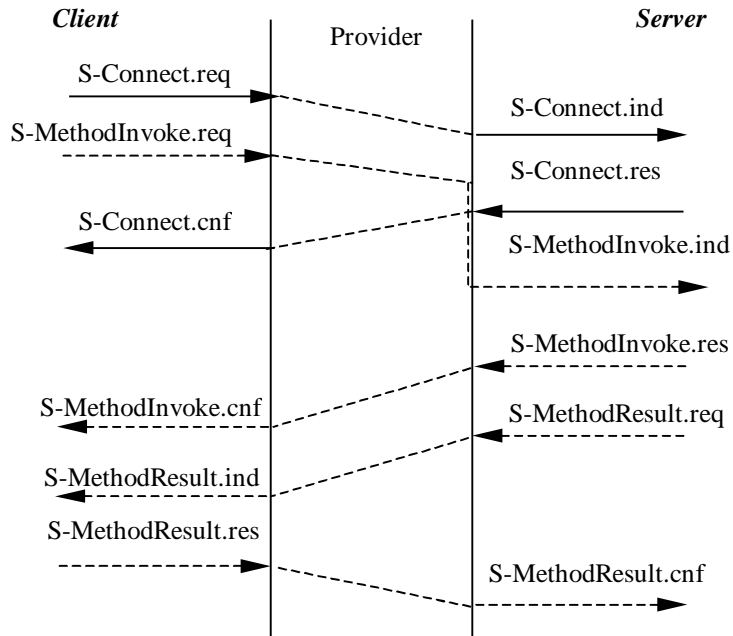 Client
Provider
Server
S-Connect.req
S-Connect.ind
S-MethodInvoke.req
S-Connect.res
S-Connect.cnf
S-MethodInvoke.ind
S-MethodInvoke.res
S-MethodInvoke.cnf
S-MethodResult.req
S-MethodResult.ind
S-MethodResult.res
S-MethodResult.cnf